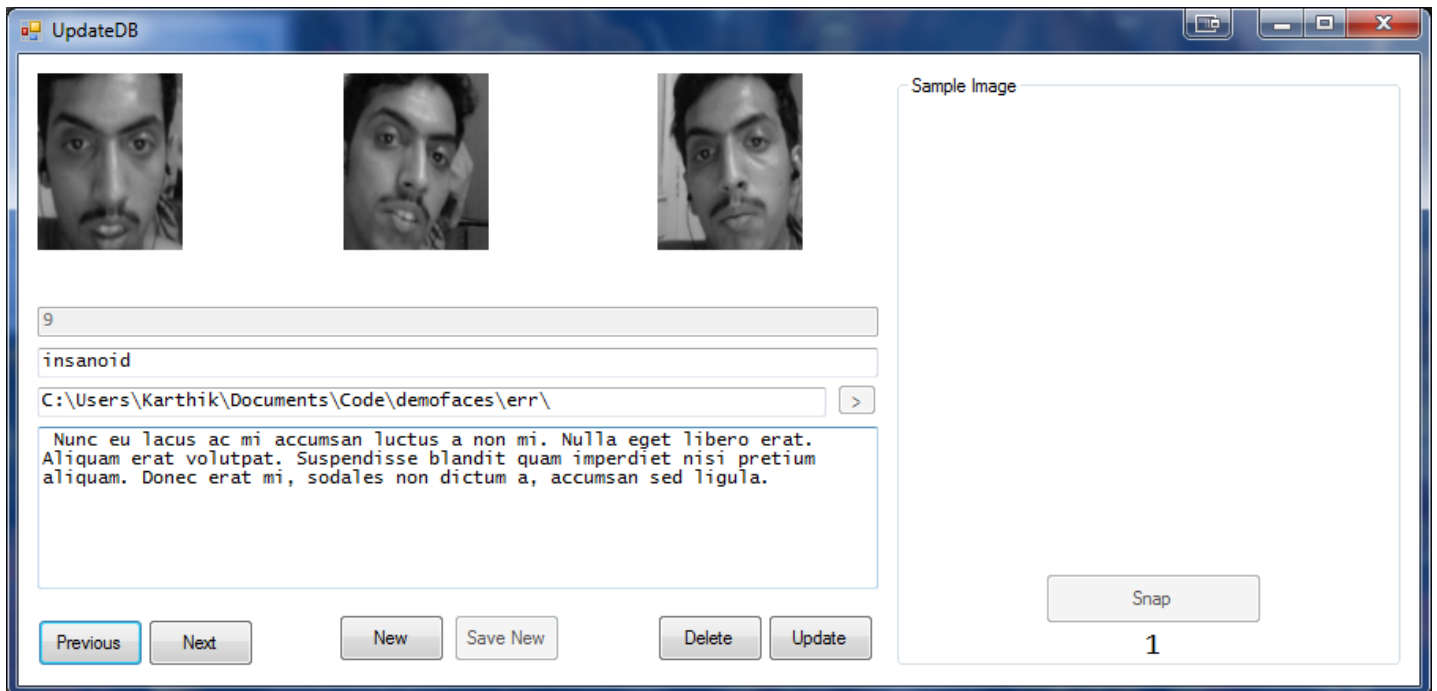 UpdateDB
Sample Image
9
insanoid
C:\Users\Karthik\Documents\Code\demofaces\err\
>
Nunc eu lacus ac mi accumsan luctus a non mi. Nulla eget libero erat.
Aliquam erat volutpat. Suspendisse blandit quam imperdiet nisi pretium
aliquam. Donec erat mi, sodales non dictum a, accumsan sed ligula.
Snap
1
Previous
Next
New
Save New
Delete
Update